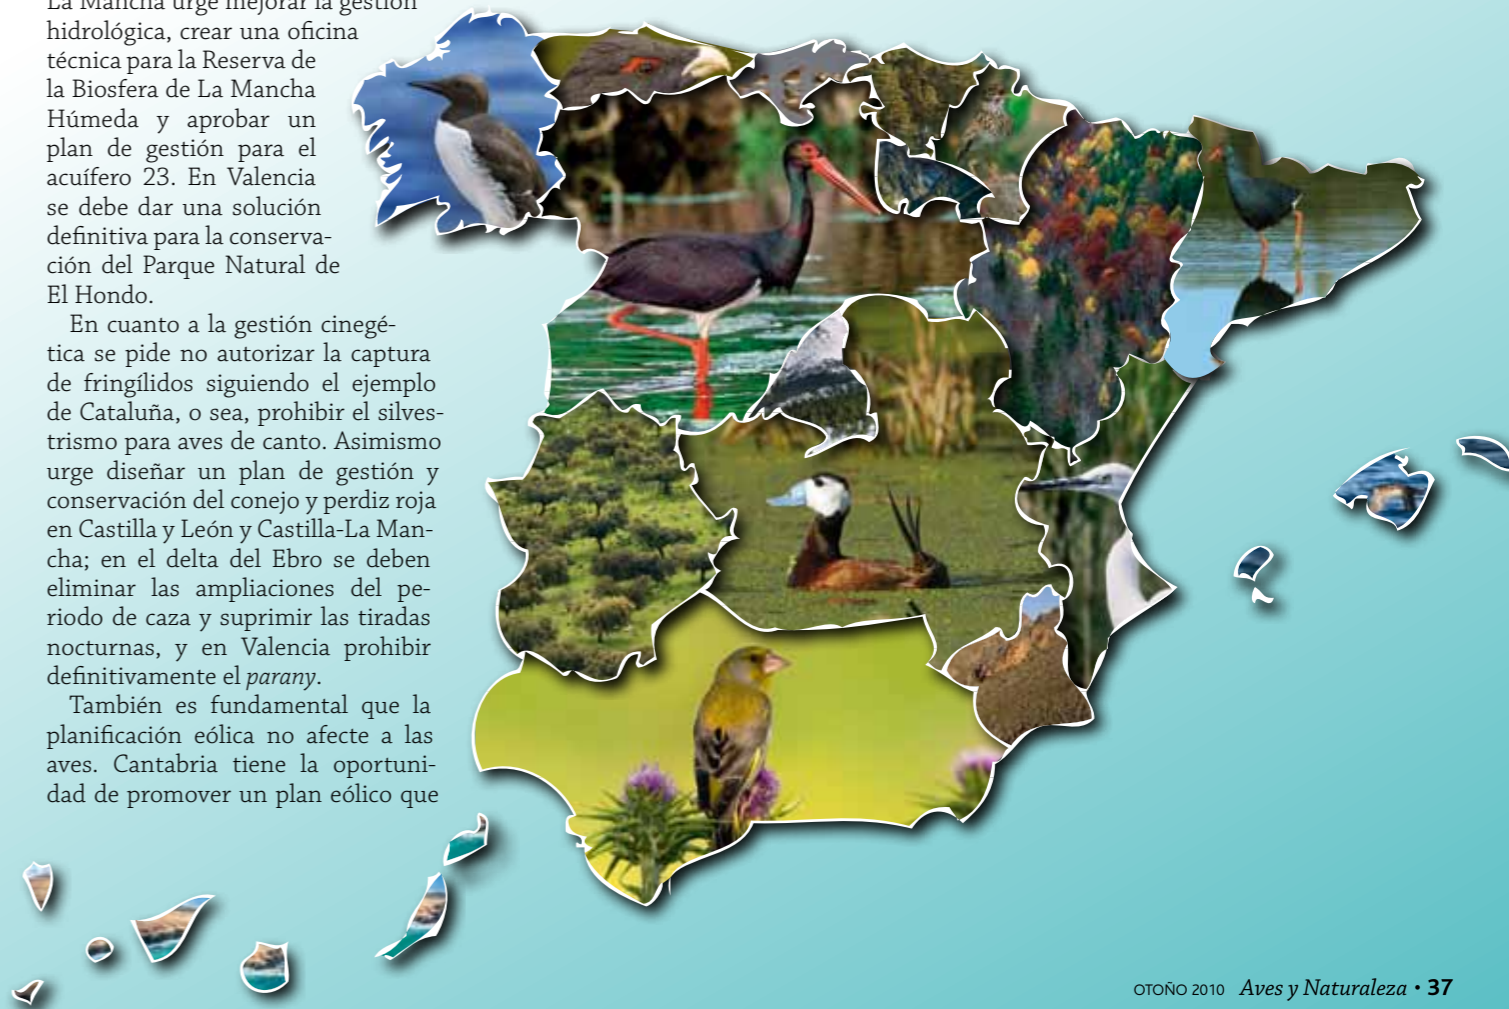 La Mancha urge mejorar la gestión
hidrológica, crear una oficina
técnica para la Reserva de
la Biosfera de La Mancha
Húmeda y aprobar un
plan de gestión para el
acuífero 23. En Valencia
se debe dar una solución
definitiva para la conserva-
ción del Parque Natural de
El Hondo.
En cuanto a la gestión cinegé-
tica se pide no autorizar la captura
de fringílidos siguiendo el ejemplo
de Cataluña, o sea, prohibir el silves-
trismo para aves de canto. Asimismo
urge diseñar un plan de gestión y
conservación del conejo y perdiz roja
en Castilla y León y Castilla-La Man-
cha; en el delta del Ebro se deben
eliminar las ampliaciones del pe-
riodo de caza y suprimir las tiradas
nocturnas, y en Valencia prohibir
definitivamente el parany.
También es fundamental que la
planificación eólica no afecte a las
aves. Cantabria tiene la oportuni-
dad de promover un plan eólico que
OTOÑO 2010 Aves y Naturaleza • 37